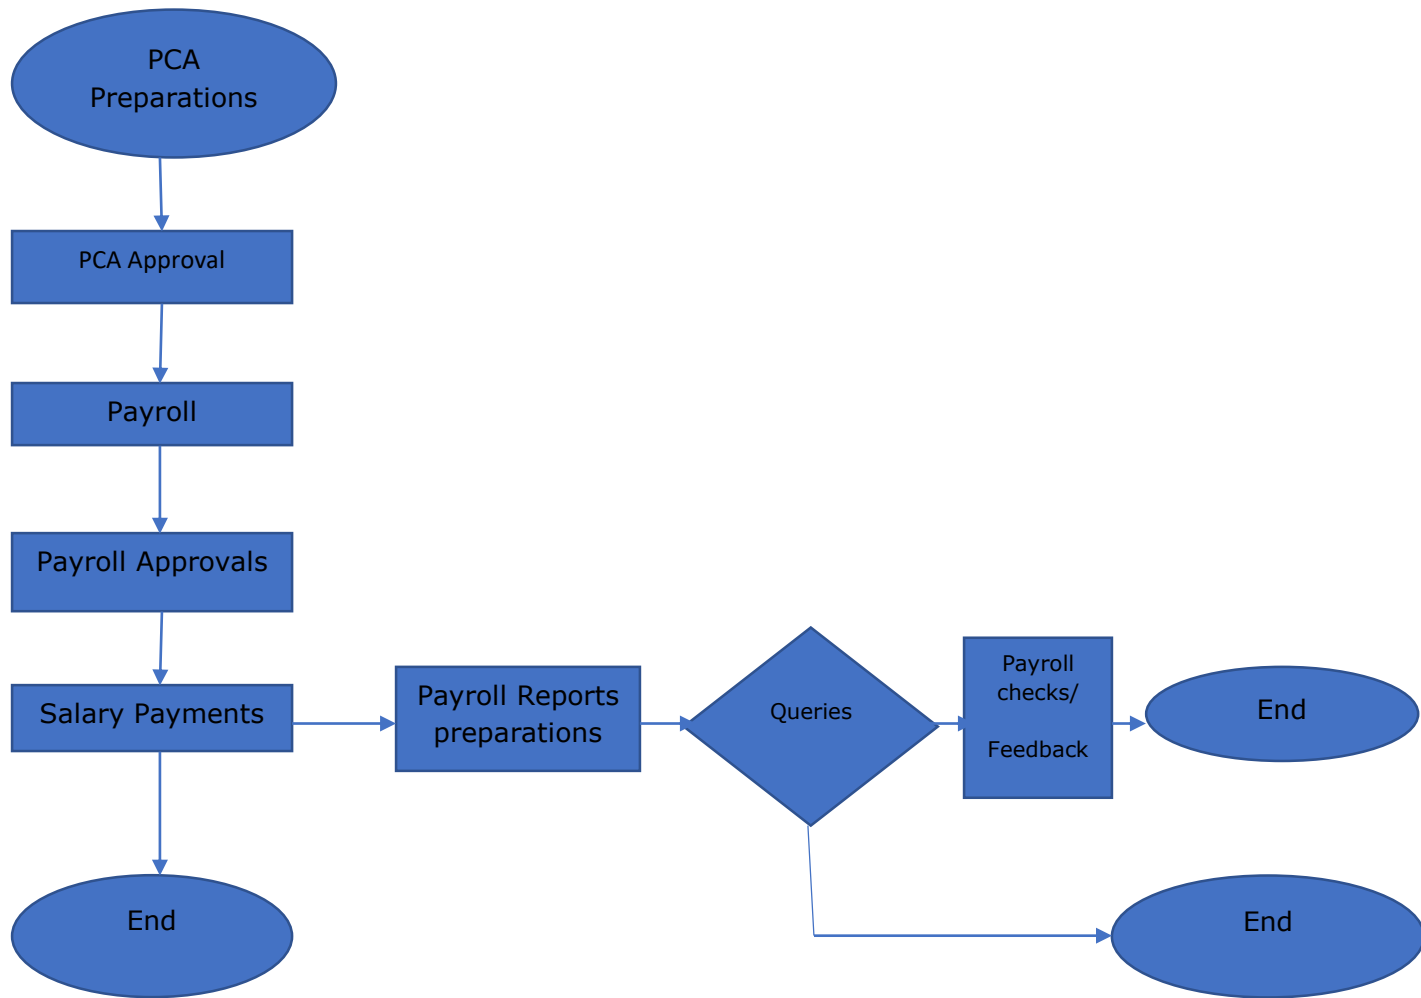 PCA
Preparations
PCA Approval
Payroll
Payroll Approvals
Salary Payments
Payroll Reports
preparations
Queries
Payroll
checks/
Feedback
End
End
End